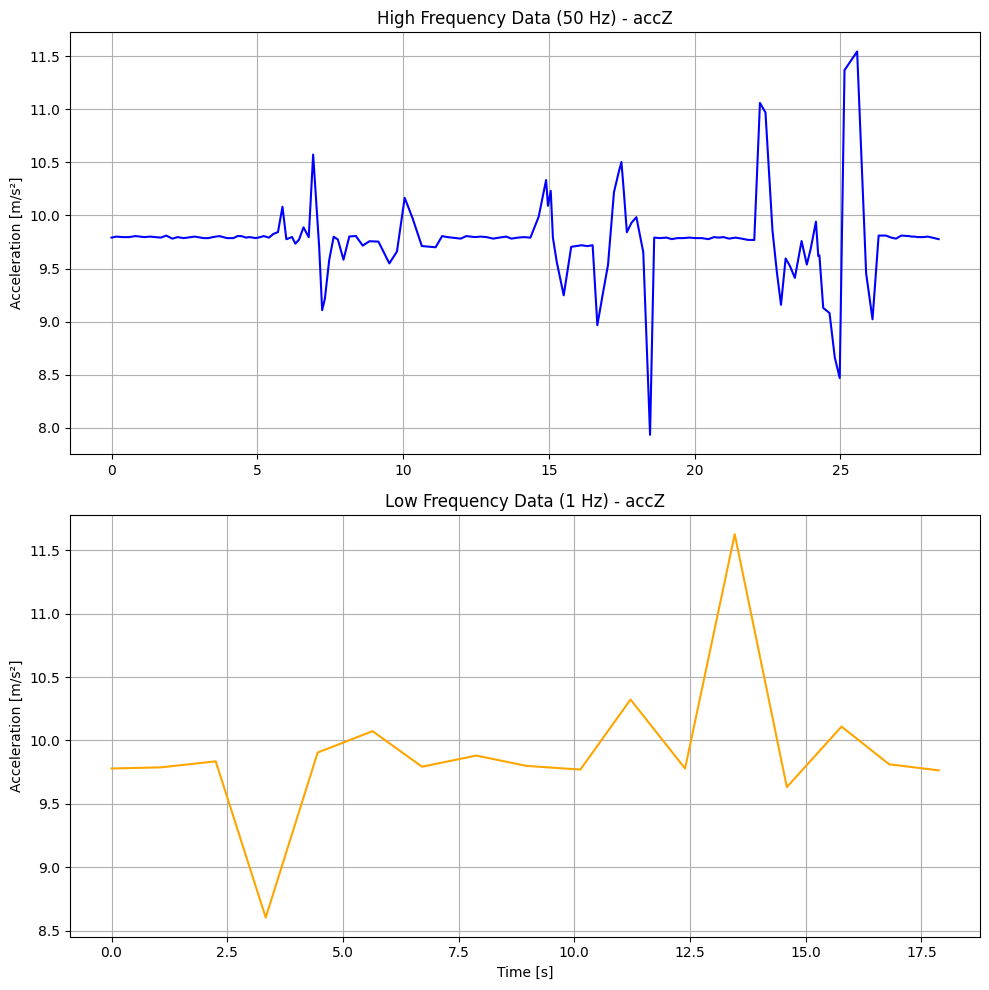 High Frequency Data (50 Hz) - accZ
Acceleration [m/s²]
11.5
11.0
10.5
10.0
9.5
9.0
8.5
8.0
0 5 10 15 20 25
Low Frequency Data (1 Hz) - accZ
Acceleration [m/s²]
11.5
11.0
10.5
10.0
9.5
9.0
8.5
0.0 2.5 5.0 7.5 10.0 12.5 15.0 17.5
Time [s]